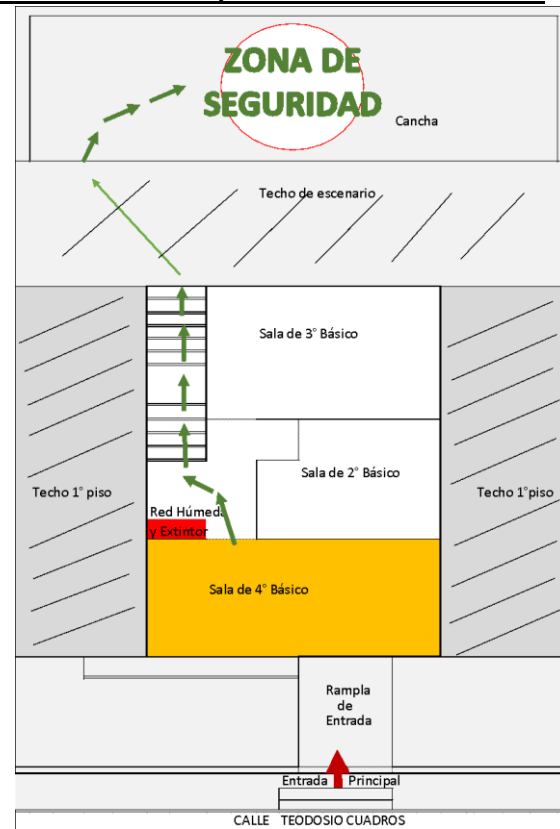 ZONA DE
SEGURIDAD
Cancha
Techo de escenario
Sala de 3° Básico
Sala de 2° Básico
Techo 1° piso
Techo 1°piso
Red Húmeda
y Extintor
Sala de 4° Básico
Rampla
de
Entrada
Entrada Principal
CALLE TEODOSIO CUADROS